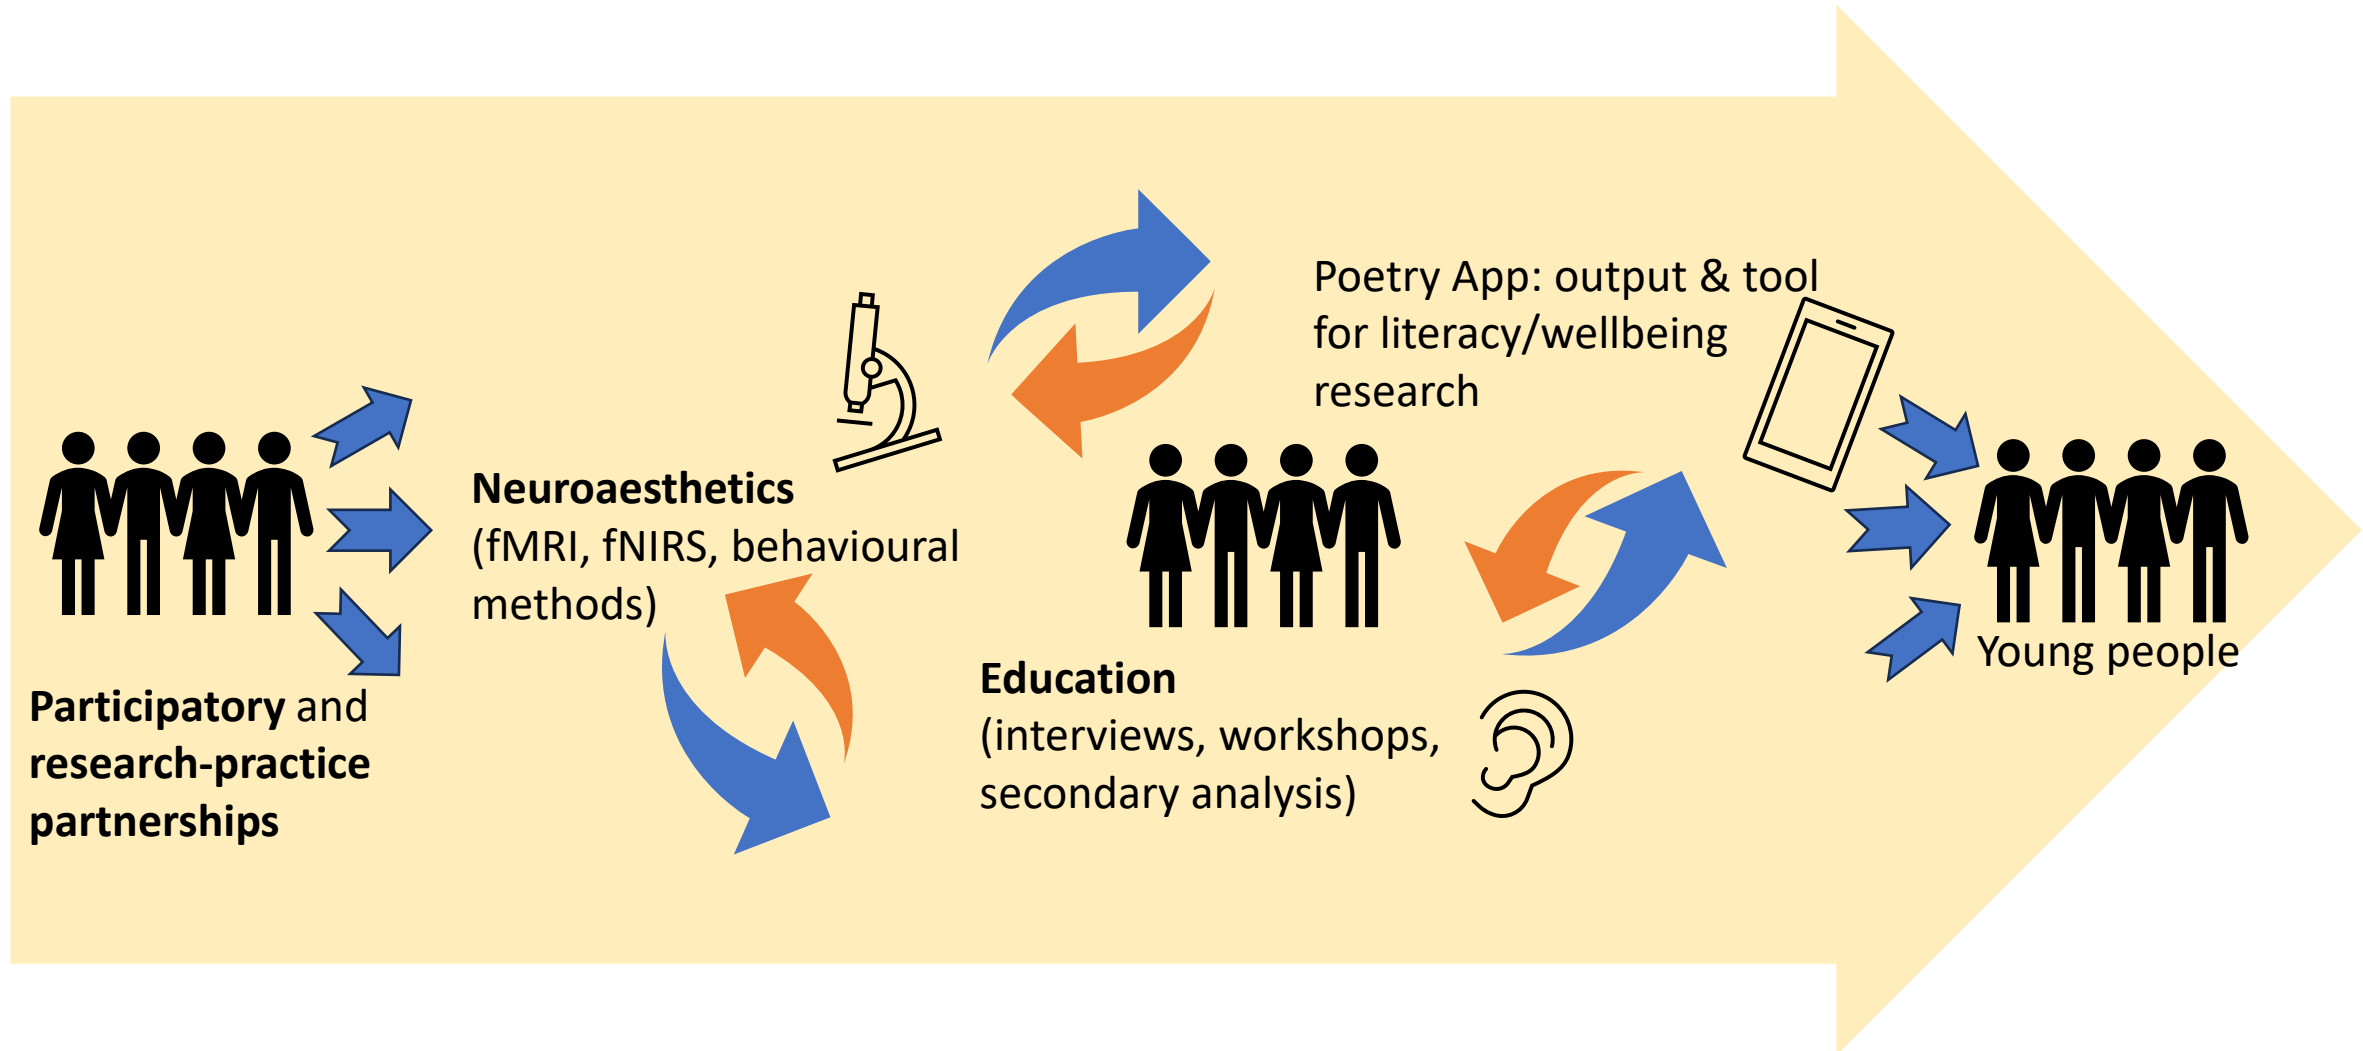 Participatory and
research-practice
partnerships
Neuroaesthetics
(fMRI, fNIRS, behavioural
methods)
Education
(interviews, workshops,
secondary analysis)
Poetry App: output & tool
for literacy/wellbeing
research
Young people